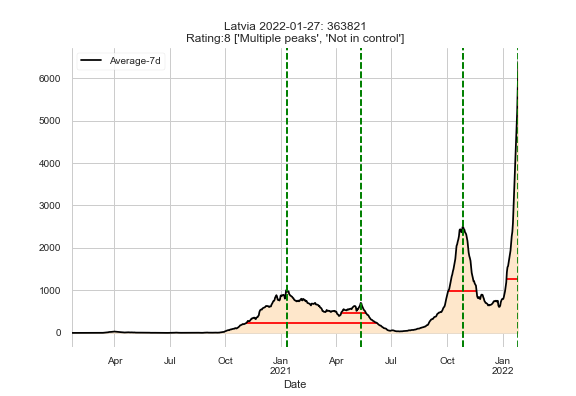 Latvia 2022-01-27: 363821
Rating:8 ['Multiple peaks', 'Not in control']
Average-7d
6000
5000
4000
3000
2000
1000
0
Apr Jul Oct Jan Apr Jul Oct Jan
2021 2022
Date